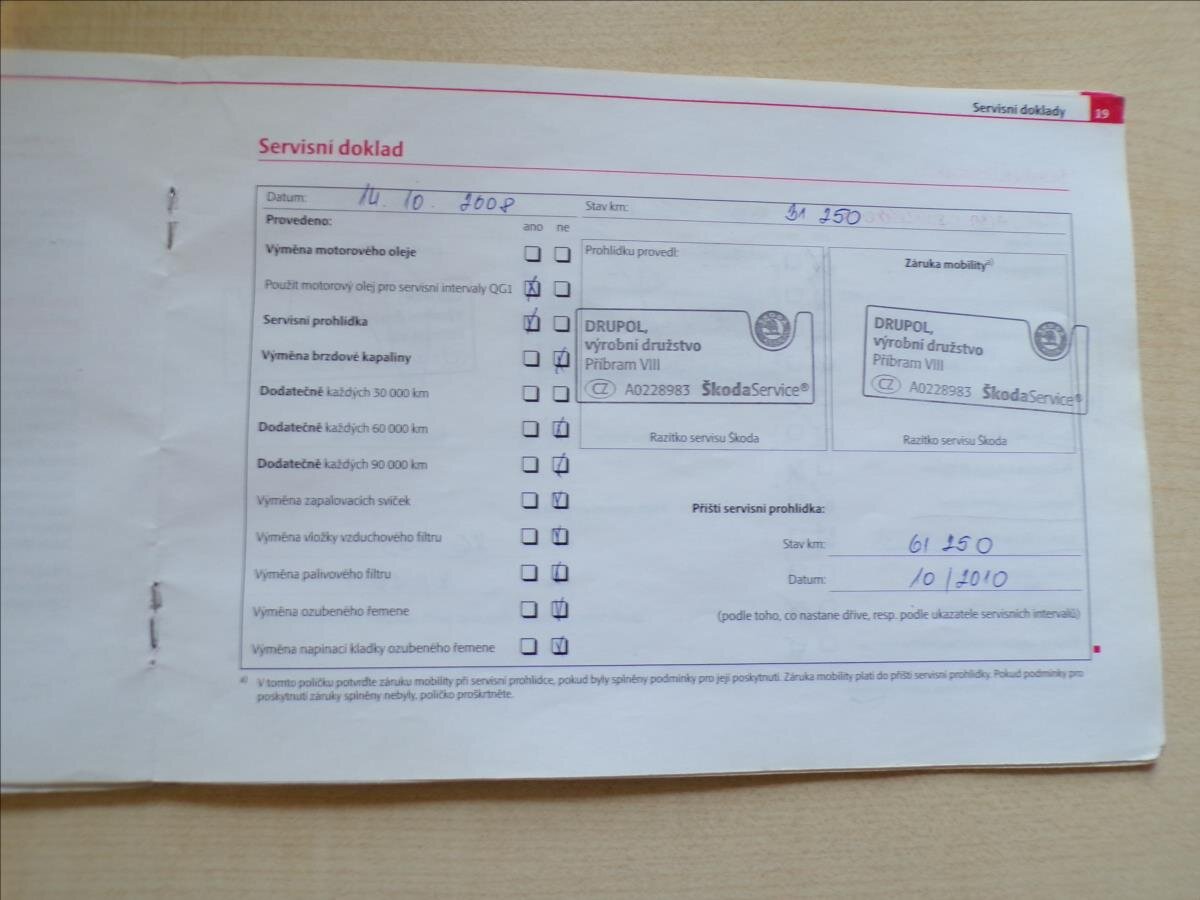 Servisní doklady 19
Servisní doklad
Datum: 14. 10. 2008
Stav km: 31 250
Provedeno:
ano ne
Výměna motorového oleje
Použit motorový olej pro servisní intervaly QG1
Servisní prohlídka
Výměna brzdové kapaliny
Dodatečně každých 30 000 km
Dodatečně každých 60 000 km
Dodatečně každých 90 000 km
Výměna zapalovacích svíček
Výměna vložky vzduchového filtru
Výměna palivového filtru
Výměna ozubeného řemene
Výměna napínací kladky ozubeného řemene
Prohlídku provedl:
DRUPOL,
výrobní družstvo
Příbram VIII
CZ A0228983 ŠkodaService®
Razítko servisu Škoda
Záruka mobility a)
DRUPOL,
výrobní družstvo
Příbram VIII
CZ A0228983 ŠkodaService®
Razítko servisu Škoda
Příští servisní prohlídka:
Stav km: 61 250
Datum: 10/2010
(podle toho, co nastane dříve, resp. podle ukazatele servisních intervalů)
a) V tomto políčku potvrďte záruku mobility při servisní prohlídce, pokud byly splněny podmínky pro její poskytnutí. Záruka mobility platí do příští servisní prohlídky. Pokud podmínky pro
poskytnutí záruky splněny nebyly, políčko proškrtněte.